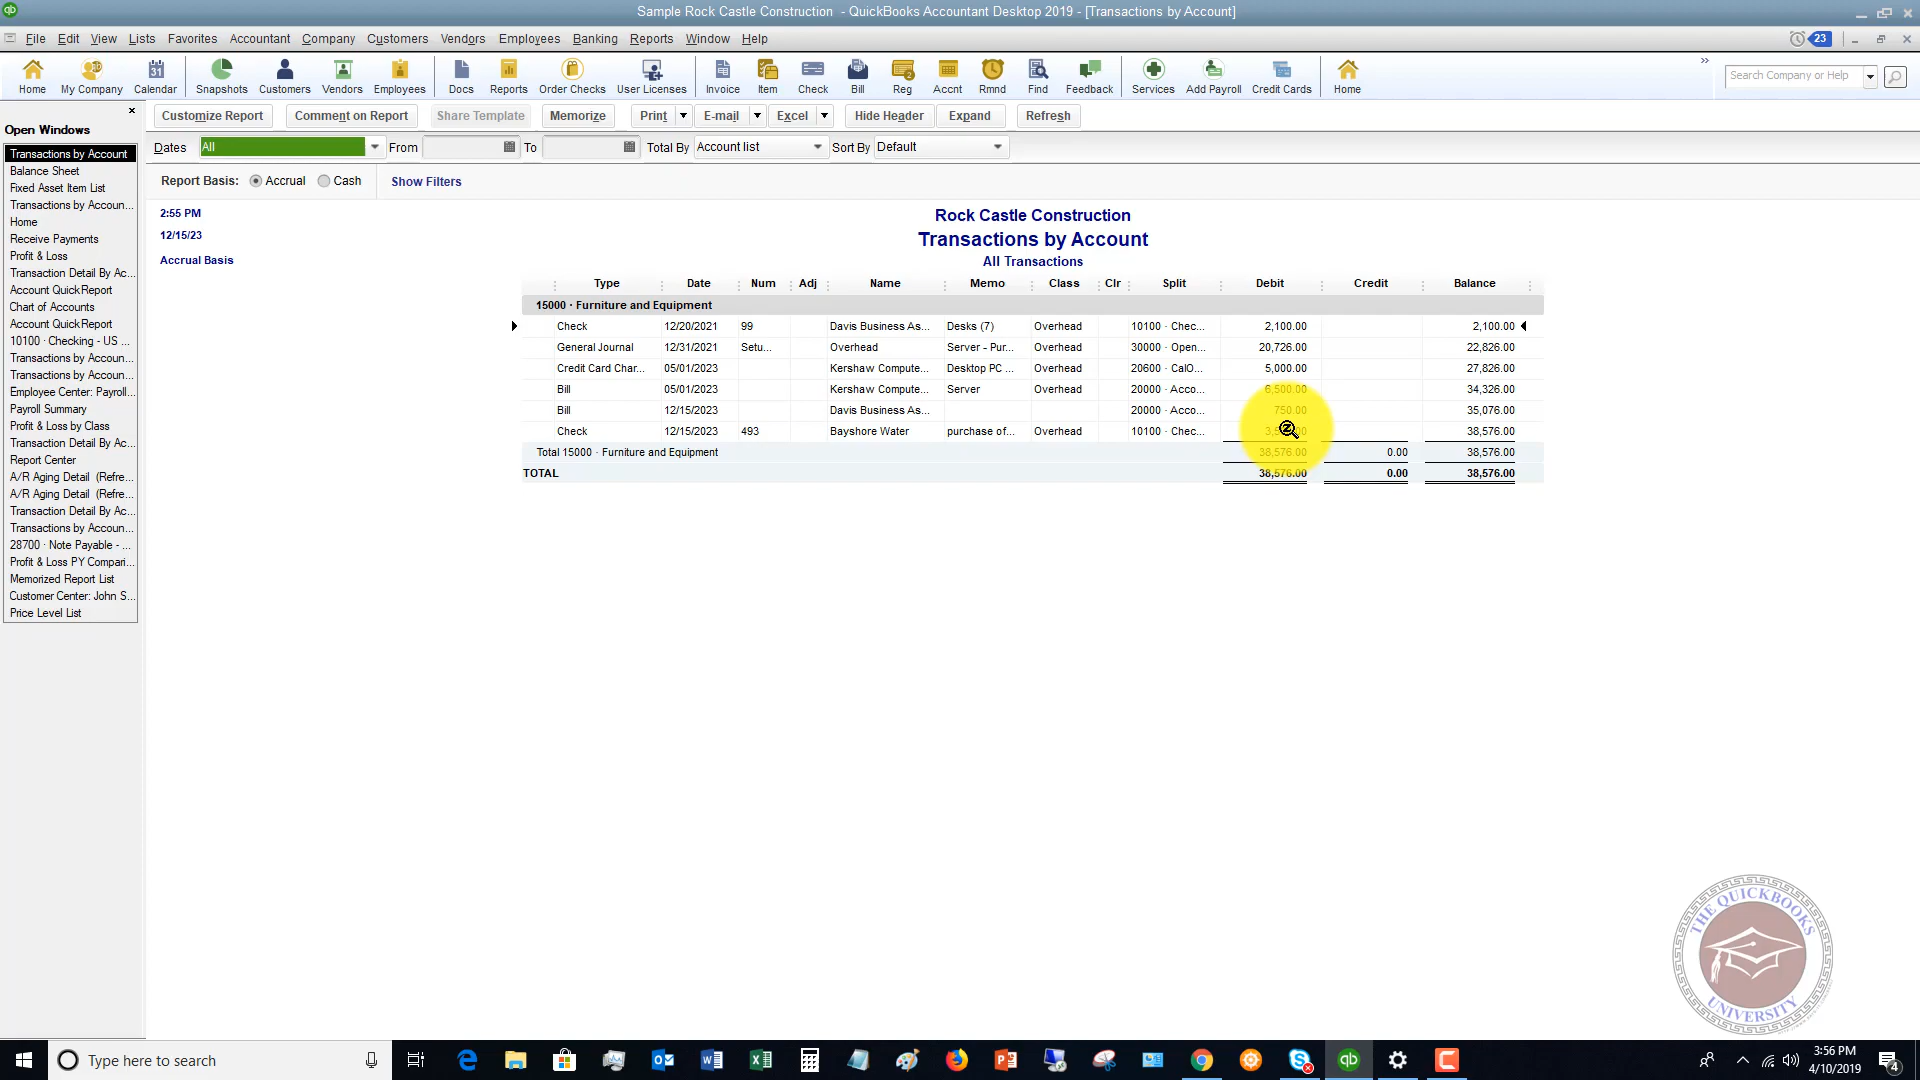 Sample Rock Castle Construction - QuickBooks Accountant Desktop 2019 - [Transactions by Account]
File Edit View Lists Favorites Accountant Company Customers Vendors Employees Banking Reports Window Help
23
Home My Company Calendar Snapshots Customers Vendors Employees Docs Reports Order Checks User Licenses Invoice Item Check Bill Reg Accnt Rmnd Find Feedback Services Add Payroll Credit Cards Home
Search Company or Help
Customize Report Comment on Report Share Template Memorize Print E-mail Excel Hide Header Expand Refresh
Dates All From To Total By Account list Sort By Default
Report Basis: Accrual Cash Show Filters
Open Windows
Transactions by Account
Balance Sheet
Fixed Asset Item List
Transactions by Accoun...
Home
Receive Payments
Profit & Loss
Transaction Detail By Ac...
Account QuickReport
Chart of Accounts
Account QuickReport
10100 · Checking - US ...
Transactions by Accoun...
Transactions by Accoun...
Employee Center: Payroll...
Payroll Summary
Profit & Loss by Class
Transaction Detail By Ac...
Report Center
A/R Aging Detail (Refre...
A/R Aging Detail (Refre...
Transaction Detail By Ac...
Transactions by Accoun...
28700 · Note Payable - ...
Profit & Loss PY Compari...
Memorized Report List
Customer Center: John S...
Price Level List
2:55 PM
12/15/23
Accrual Basis
Rock Castle Construction
Transactions by Account
All Transactions
Type Date Num Adj Name Memo Class Clr Split Debit Credit Balance
15000 · Furniture and Equipment
Check 12/20/2021 99 Davis Business As... Desks (7) Overhead 10100 · Chec... 2,100.00 2,100.00
General Journal 12/31/2021 Setu... Overhead Server - Pur... Overhead 30000 · Open... 20,726.00 22,826.00
Credit Card Char... 05/01/2023 Kershaw Compute... Desktop PC ... Overhead 20600 · CalO... 5,000.00 27,826.00
Bill 05/01/2023 Kershaw Compute... Server Overhead 20000 · Acco... 6,500.00 34,326.00
Bill 12/15/2023 Davis Business As... 20000 · Acco... 750.00 35,076.00
Check 12/15/2023 493 Bayshore Water purchase of... Overhead 10100 · Chec... 38,576.00
Total 15000 · Furniture and Equipment 38,576.00 0.00 38,576.00
TOTAL 38,576.00 0.00 38,576.00
THE QUICKBOOKS
UNIVERSITY
Type here to search
3:56 PM
4/10/2019
4